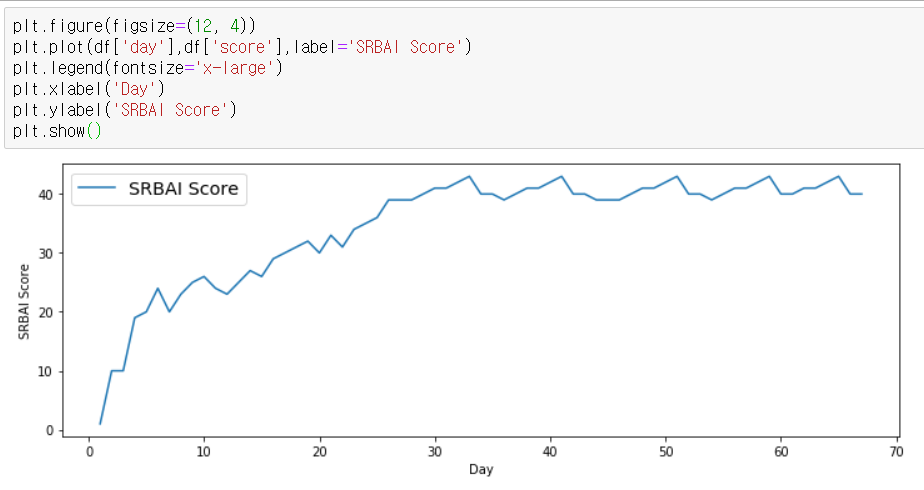 plt.figure(figsize=(12, 4))
plt.plot(df['day'],df['score'],label='SRBAI Score')
plt.legend(fontsize='x-large')
plt.xlabel('Day')
plt.ylabel('SRBAI Score')
plt.show()
SRBAI Score
40
30
20
10
0
SRBAI Score
0 10 20 30 40 50 60 70
Day